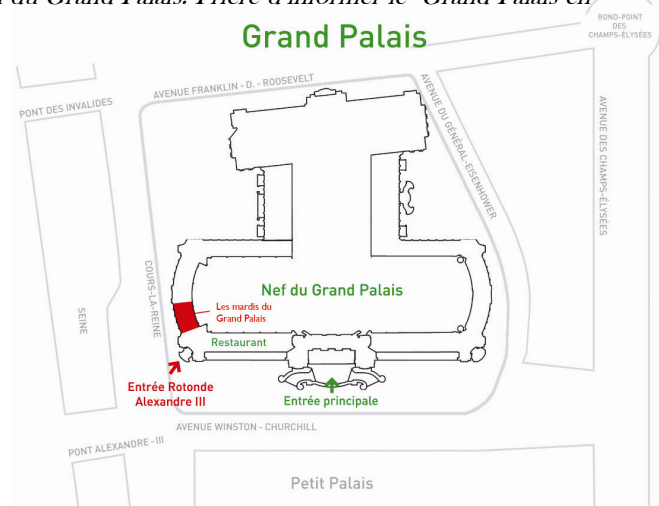 du Grand Palais. Prière d'informer le Grand Palais en
Grand Palais
ROND-POINT
DES
CHAMPS-ÉLYSÉES
AVENUE FRANKLIN - D. - ROOSEVELT
PONT DES INVALIDES
AVENUE DU GÉNÉRAL-EISENHOWER
AVENUE DES CHAMPS-ÉLYSÉES
COURS-LA-REINE
SEINE
Nef du Grand Palais
Les mardis du
Grand Palais
Restaurant
Entrée Rotonde
Alexandre III
Entrée principale
AVENUE WINSTON - CHURCHILL
PONT ALEXANDRE - III
Petit Palais